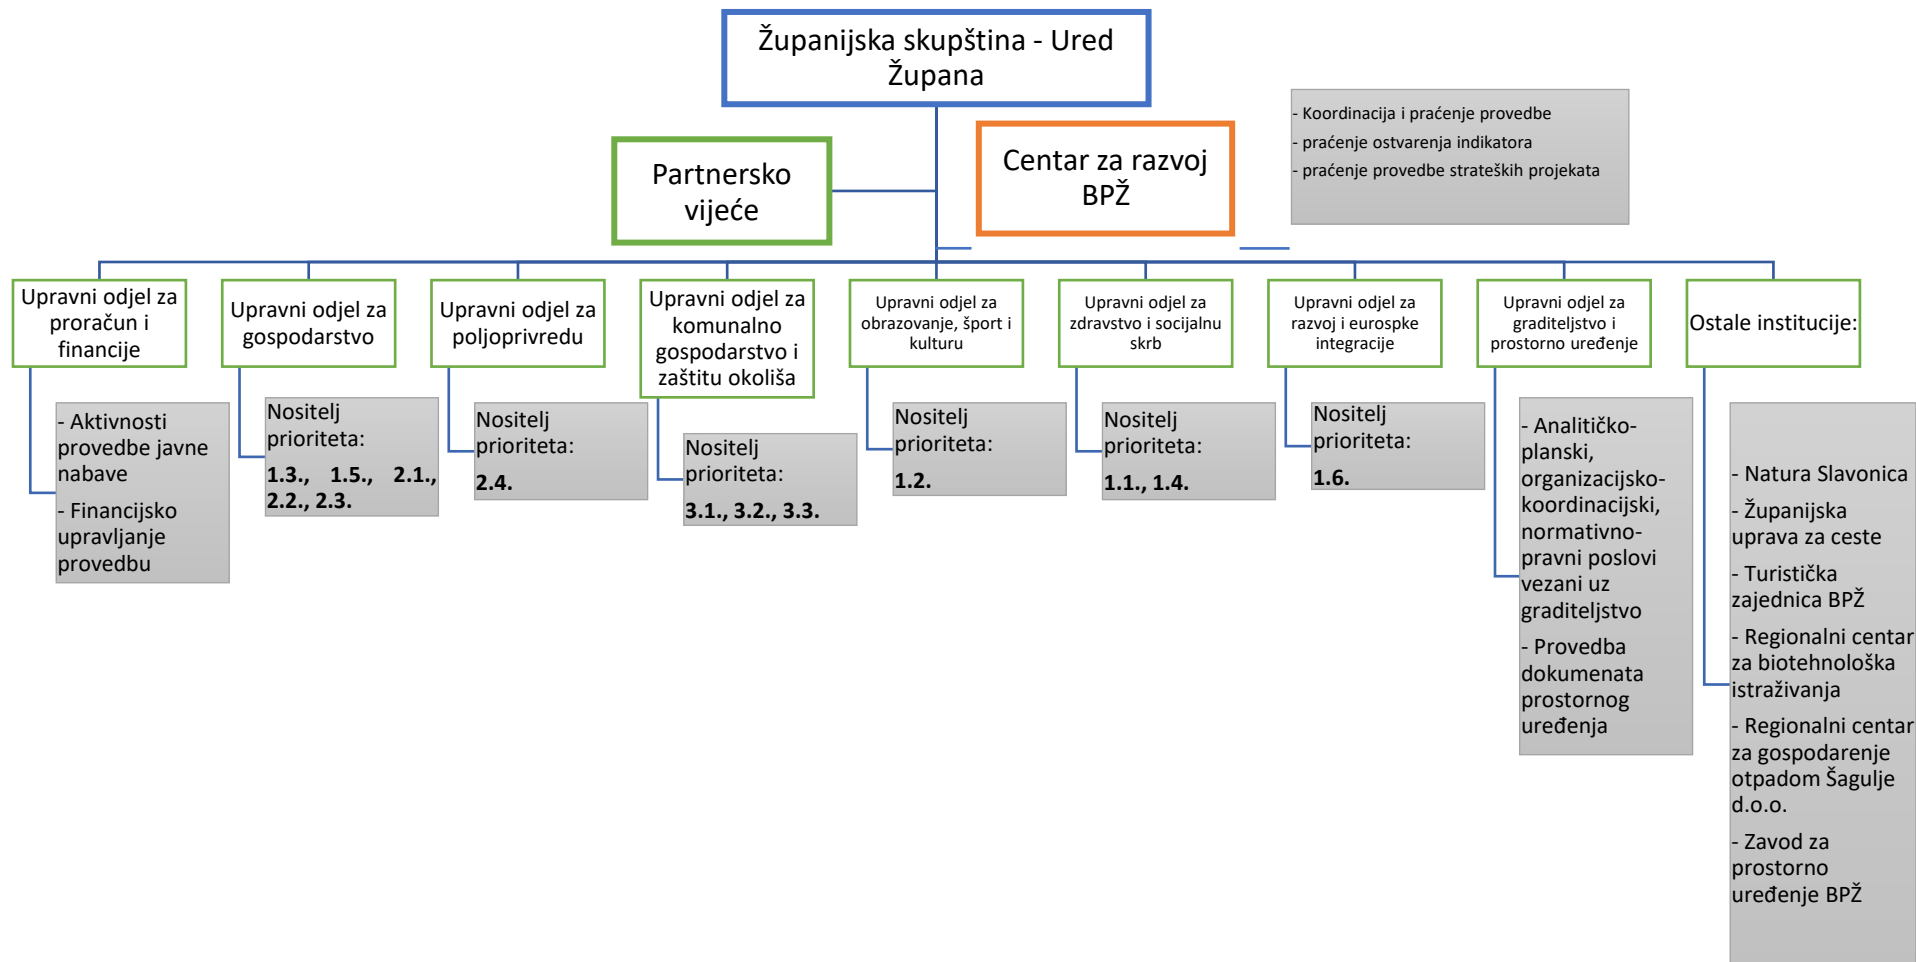 Županijska skupština - Ured
Župana
- Koordinacija i praćenje provedbe
- praćenje ostvarenja indikatora
- praćenje provedbe strateških projekata
Partnersko
vijeće
Centar za razvoj
BPŽ
Upravni odjel za
proračun i
financije
Upravni odjel za
gospodarstvo
Upravni odjel za
poljoprivredu
Upravni odjel za
komunalno
gospodarstvo i
zaštitu okoliša
Upravni odjel za
obrazovanje, šport i
kulturu
Upravni odjel za
zdravstvo i socijalnu
skrb
Upravni odjel za
razvoj i eurospke
integracije
Upravni odjel za
graditeljstvo i
prostorno uređenje
Ostale institucije:
- Aktivnosti
provedbe javne
nabave
- Financijsko
upravljanje
provedbu
Nositelj
prioriteta:
1.3., 1.5., 2.1.,
2.2., 2.3.
Nositelj
prioriteta:
2.4.
Nositelj
prioriteta:
3.1., 3.2., 3.3.
Nositelj
prioriteta:
1.2.
Nositelj
prioriteta:
1.1., 1.4.
Nositelj
prioriteta:
1.6.
- Analitičko-
planski,
organizacijsko-
koordinacijski,
normativno-
pravni poslovi
vezani uz
graditeljstvo
- Provedba
dokumenata
prostornog
uređenja
- Natura Slavonica
- Županijska
uprava za ceste
- Turistička
zajednica BPŽ
- Regionalni centar
za biotehnološka
istraživanja
- Regionalni centar
za gospodarenje
otpadom Šagulje
d.o.o.
- Zavod za
prostorno
uređenje BPŽ